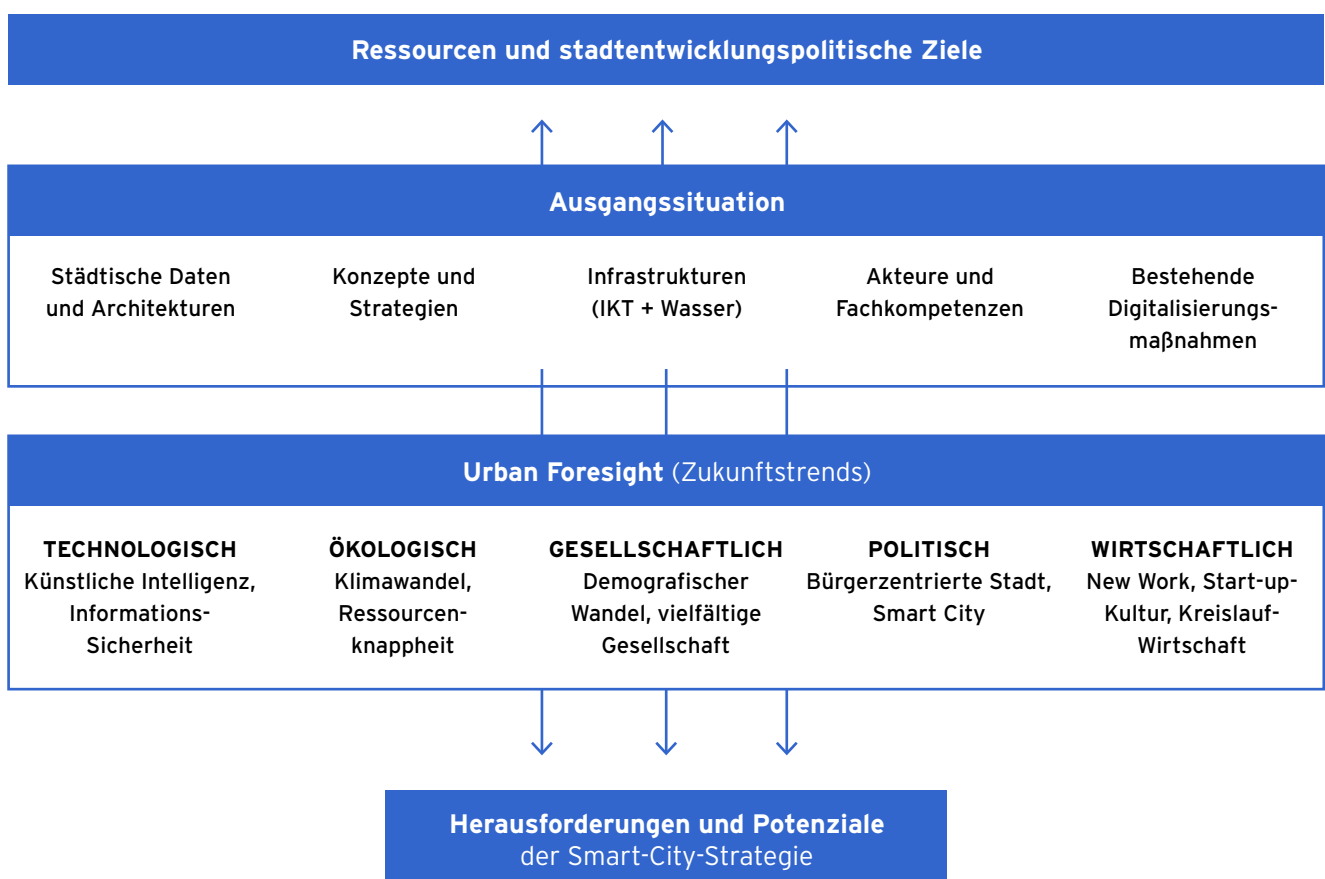 Ressourcen und stadtentwicklungspolitische Ziele
Ausgangssituation
Städtische Daten
und Architekturen
Konzepte und
Strategien
Infrastrukturen
(IKT + Wasser)
Akteure und
Fachkompetenzen
Bestehende
Digitalisierungs-
maßnahmen
Urban Foresight (Zukunftstrends)
TECHNOLOGISCH
Künstliche Intelligenz,
Informations-
Sicherheit
ÖKOLOGISCH
Klimawandel,
Ressourcen-
knappheit
GESELLSCHAFTLICH
Demografischer
Wandel, vielfältige
Gesellschaft
POLITISCH
Bürgerzentrierte Stadt,
Smart City
WIRTSCHAFTLICH
New Work, Start-up-
Kultur, Kreislauf-
Wirtschaft
Herausforderungen und Potenziale
der Smart-City-Strategie